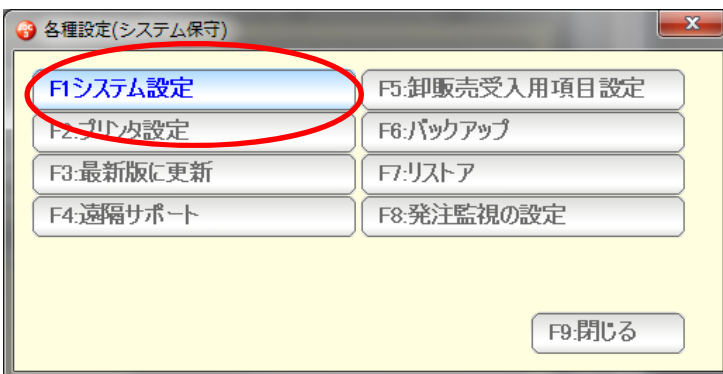 各種設定(システム保守)
F1システム設定
F2:プリンタ設定
F3:最新版に更新
F4:遠隔サポート
F5:卸販売受入用項目設定
F6:バックアップ
F7:リストア
F8:発注監視の設定
F9:閉じる